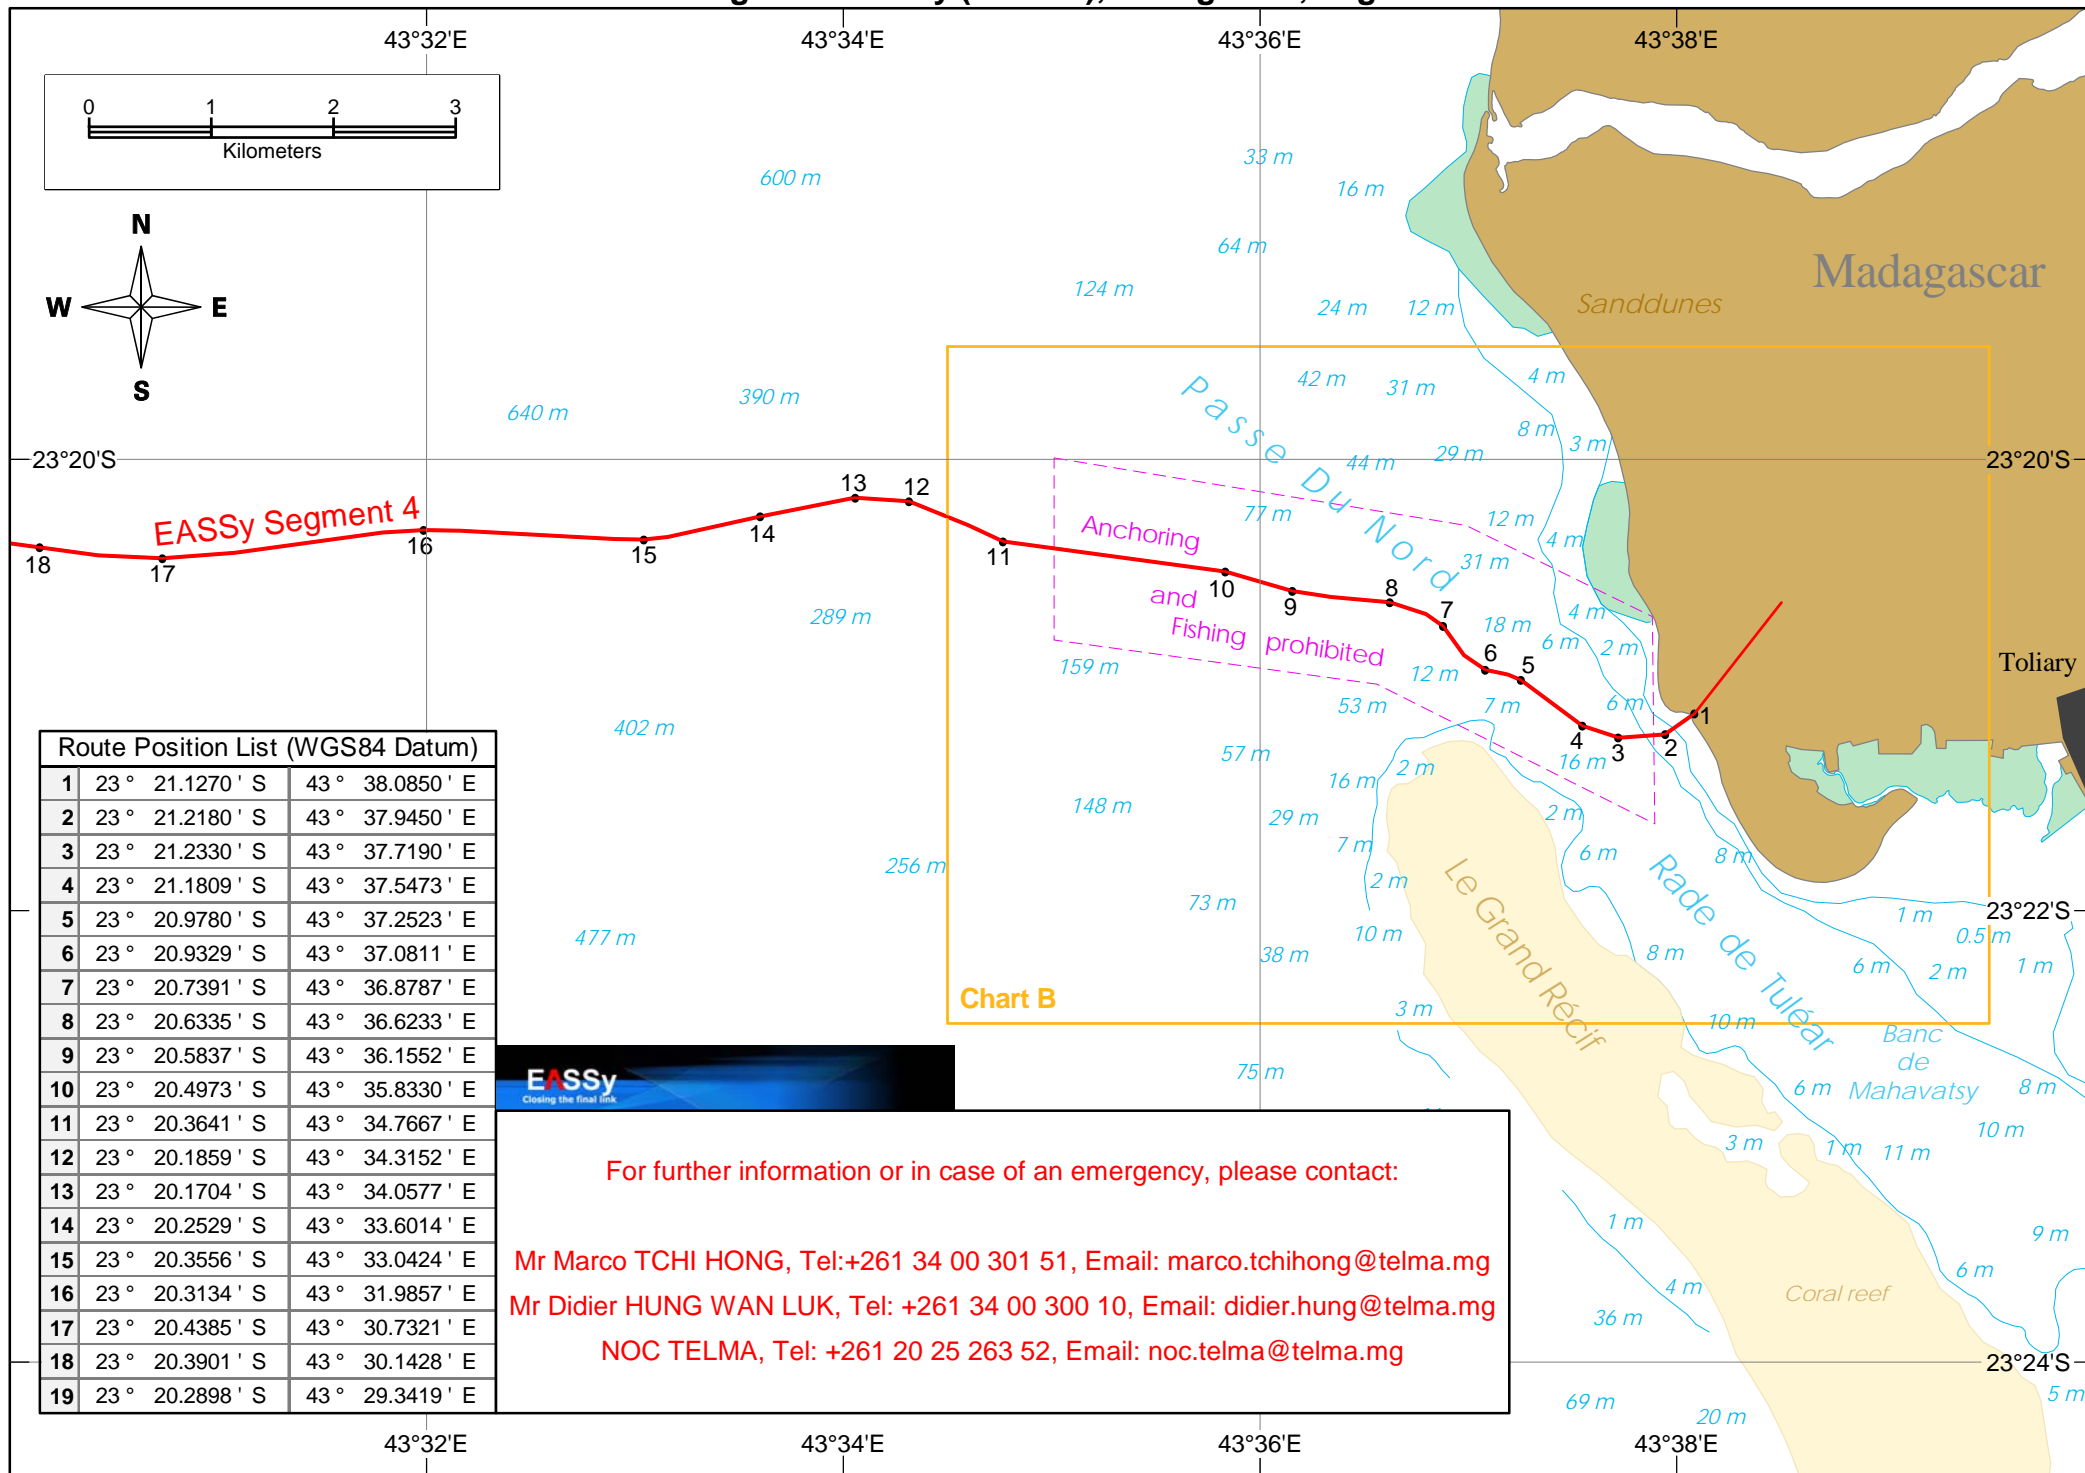 43°32'E
43°34'E
43°36'E
43°38'E
0 1 2 3
Kilometers
N
W E
S
600 m
33 m
16 m
64 m
124 m
24 m
12 m
Sanddunes
Madagascar
640 m
390 m
42 m
31 m
4 m
8 m
3 m
29 m
44 m
Passe Du Nord
23°20'S
23°20'S
EASSy Segment 4
77 m
12 m
4 m
31 m
Anchoring
and
Fishing prohibited
18
17
16
15
14
13
12
11
10
9
8
7
6
5
4
3
2
1
289 m
18 m
4 m
6 m
2 m
159 m
12 m
53 m
7 m
6 m
Toliary
402 m
57 m
16 m
16 m
2 m
148 m
29 m
2 m
7 m
6 m
8 m
256 m
2 m
73 m
10 m
477 m
38 m
8 m
1 m
0.5 m
23°22'S
6 m
2 m
1 m
Le Grand Récif
Rade de Tuléar
Chart B
3 m
10 m
Banc
de
Mahavatsy
75 m
6 m
8 m
10 m
3 m
1 m
11 m
1 m
9 m
6 m
4 m
36 m
Coral reef
23°24'S
69 m
20 m
5 m
Route Position List (WGS84 Datum)
1 23 ° 21.1270 ' S 43 ° 38.0850 ' E
2 23 ° 21.2180 ' S 43 ° 37.9450 ' E
3 23 ° 21.2330 ' S 43 ° 37.7190 ' E
4 23 ° 21.1809 ' S 43 ° 37.5473 ' E
5 23 ° 20.9780 ' S 43 ° 37.2523 ' E
6 23 ° 20.9329 ' S 43 ° 37.0811 ' E
7 23 ° 20.7391 ' S 43 ° 36.8787 ' E
8 23 ° 20.6335 ' S 43 ° 36.6233 ' E
9 23 ° 20.5837 ' S 43 ° 36.1552 ' E
10 23 ° 20.4973 ' S 43 ° 35.8330 ' E
11 23 ° 20.3641 ' S 43 ° 34.7667 ' E
12 23 ° 20.1859 ' S 43 ° 34.3152 ' E
13 23 ° 20.1704 ' S 43 ° 34.0577 ' E
14 23 ° 20.2529 ' S 43 ° 33.6014 ' E
15 23 ° 20.3556 ' S 43 ° 33.0424 ' E
16 23 ° 20.3134 ' S 43 ° 31.9857 ' E
17 23 ° 20.4385 ' S 43 ° 30.7321 ' E
18 23 ° 20.3901 ' S 43 ° 30.1428 ' E
19 23 ° 20.2898 ' S 43 ° 29.3419 ' E
EASSy
Closing the final link
For further information or in case of an emergency, please contact:
Mr Marco TCHI HONG, Tel:+261 34 00 301 51, Email: marco.tchihong@telma.mg
Mr Didier HUNG WAN LUK, Tel: +261 34 00 300 10, Email: didier.hung@telma.mg
NOC TELMA, Tel: +261 20 25 263 52, Email: noc.telma@telma.mg
43°32'E
43°34'E
43°36'E
43°38'E